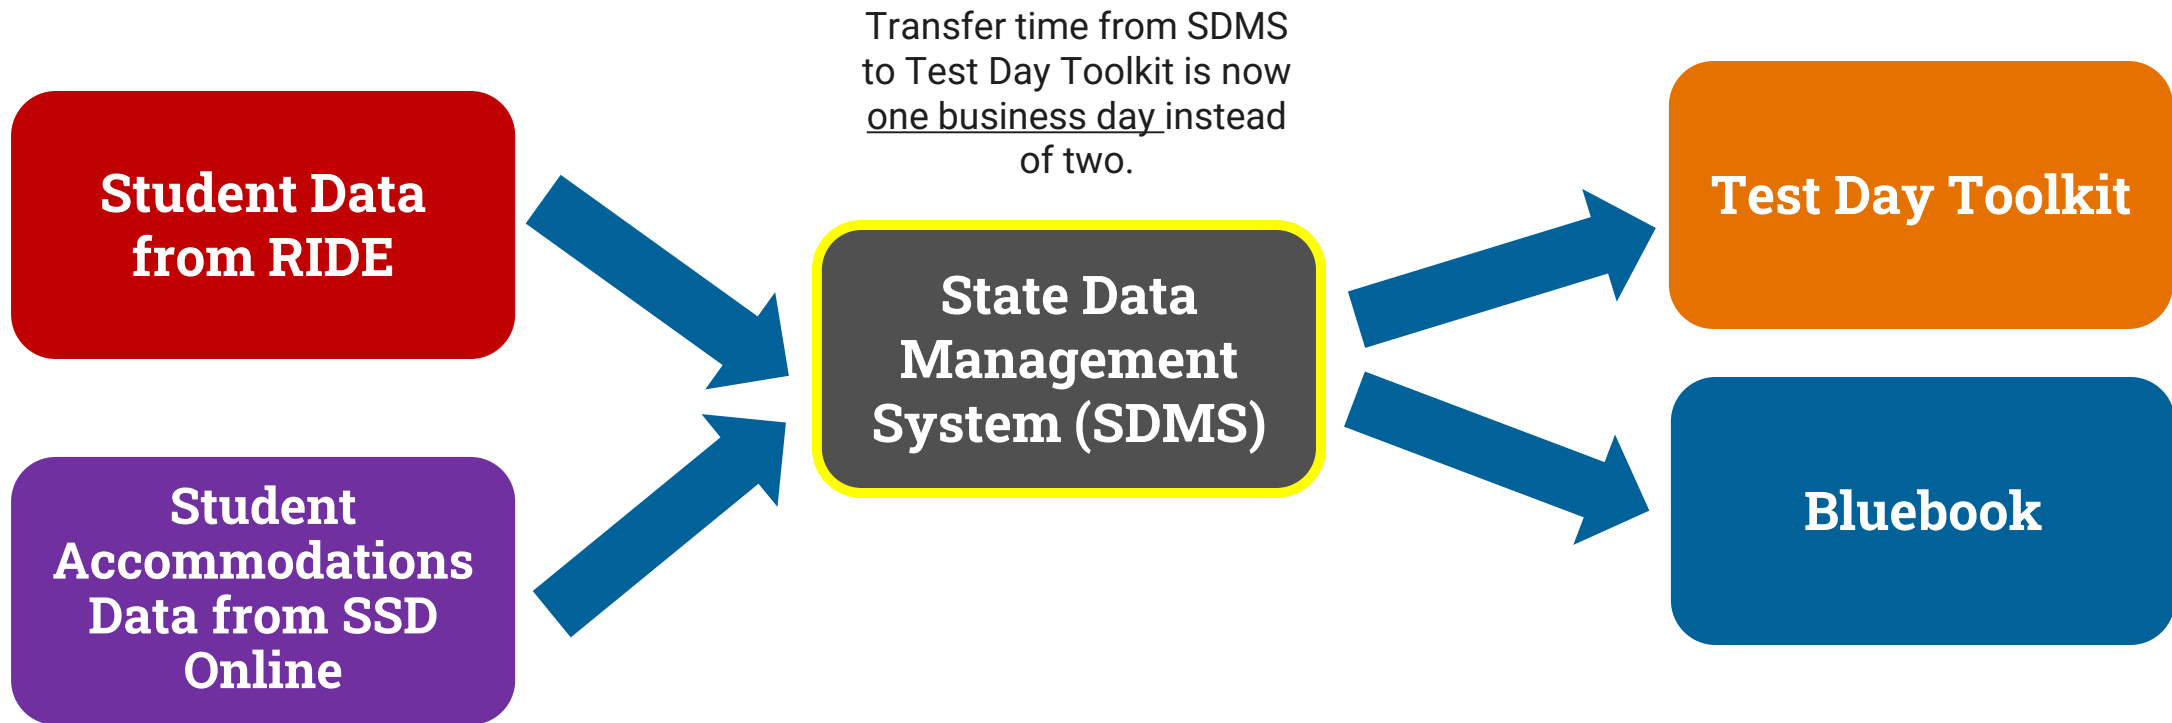 Transfer time from SDMS
to Test Day Toolkit is now
one business day instead
of two.
Student Data
from RIDE
Student
Accommodations
Data from SSD
Online
State Data
Management
System (SDMS)
Test Day Toolkit
Bluebook